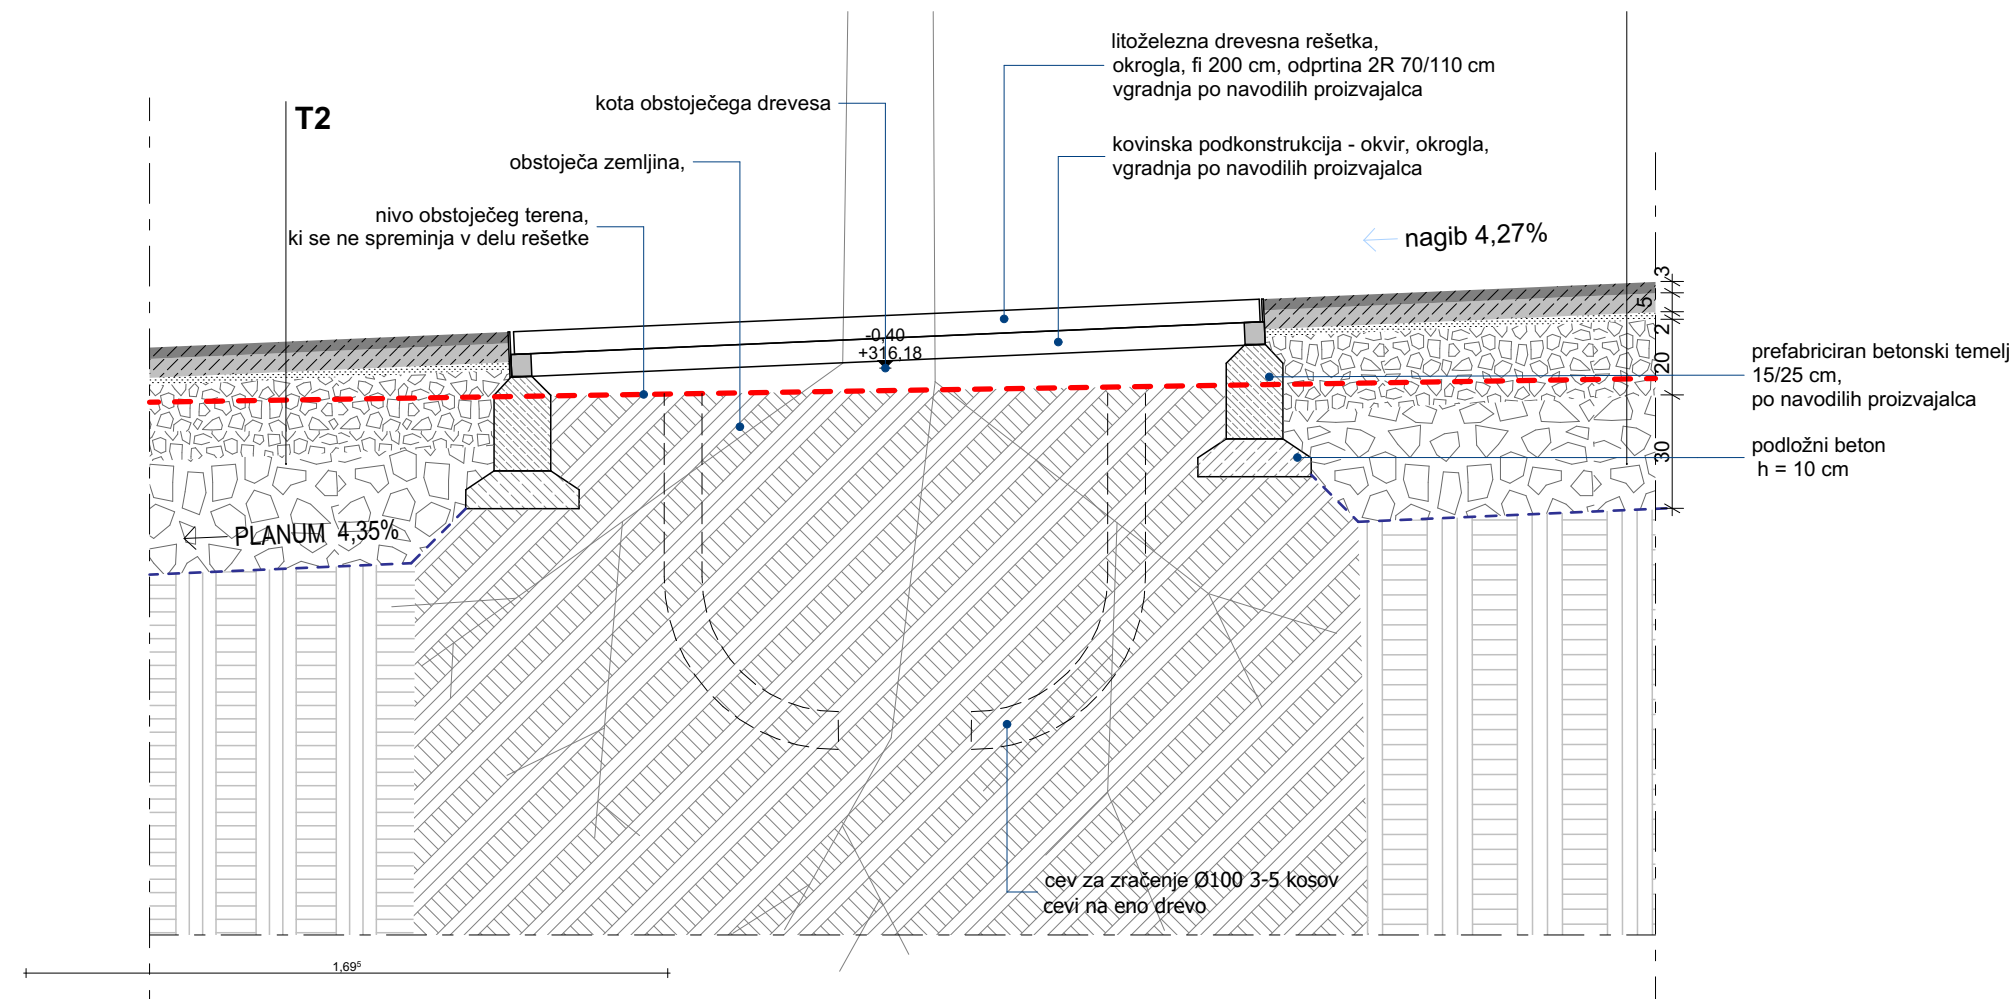 litoželezna drevesna rešetka,
okrogla, fi 200 cm, odprtina 2R 70/110 cm
vgradnja po navodilih proizvajalca
kota obstoječega drevesa
T2
kovinska podkonstrukcija - okvir, okrogla,
vgradnja po navodilih proizvajalca
obstoječa zemljina,
nivo obstoječeg terena,
ki se ne spreminja v delu rešetke
nagib 4,27%
3
5
2
20
30
-0,40
+316,18
prefabriciran betonski temelj
15/25 cm,
po navodilih proizvajalca
podložni beton
h = 10 cm
PLANUM 4,35%
cev za zračenje Ø100 3-5 kosov
cevi na eno drevo
1,69⁵